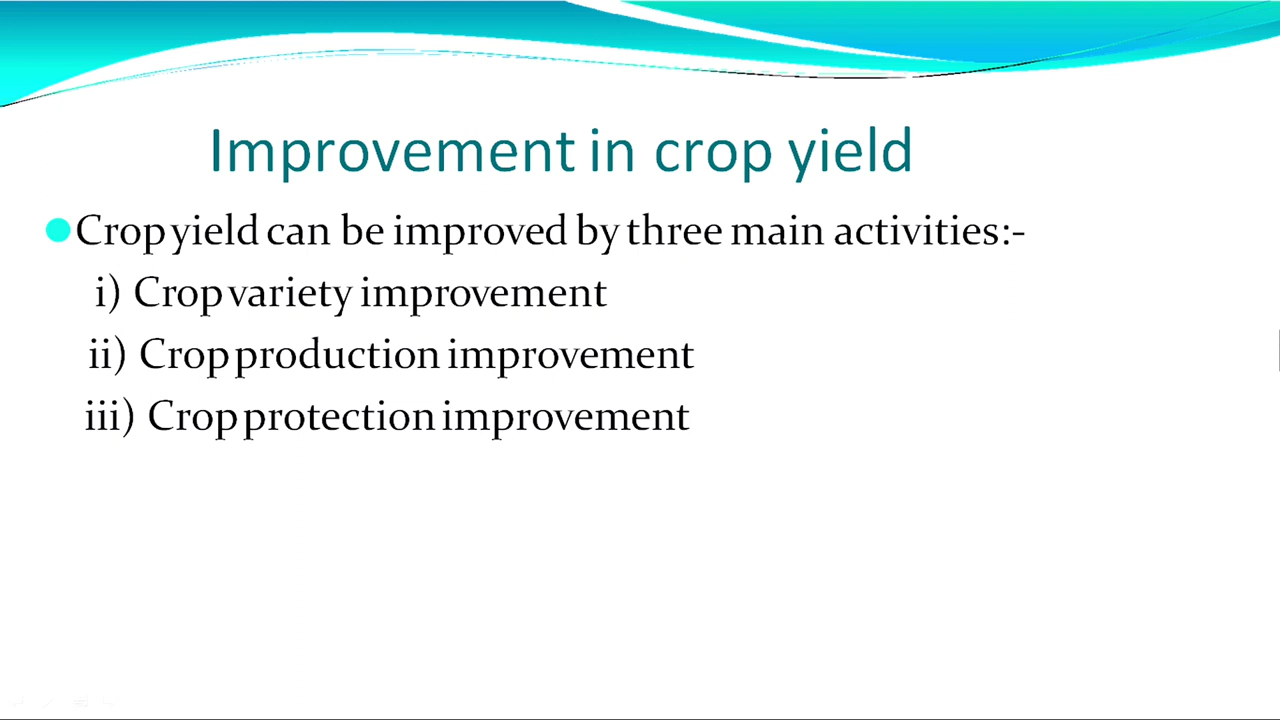 Improvement in crop yield
Crop yield can be improved by three main activities:-
i) Crop variety improvement
ii) Crop production improvement
iii) Crop protection improvement